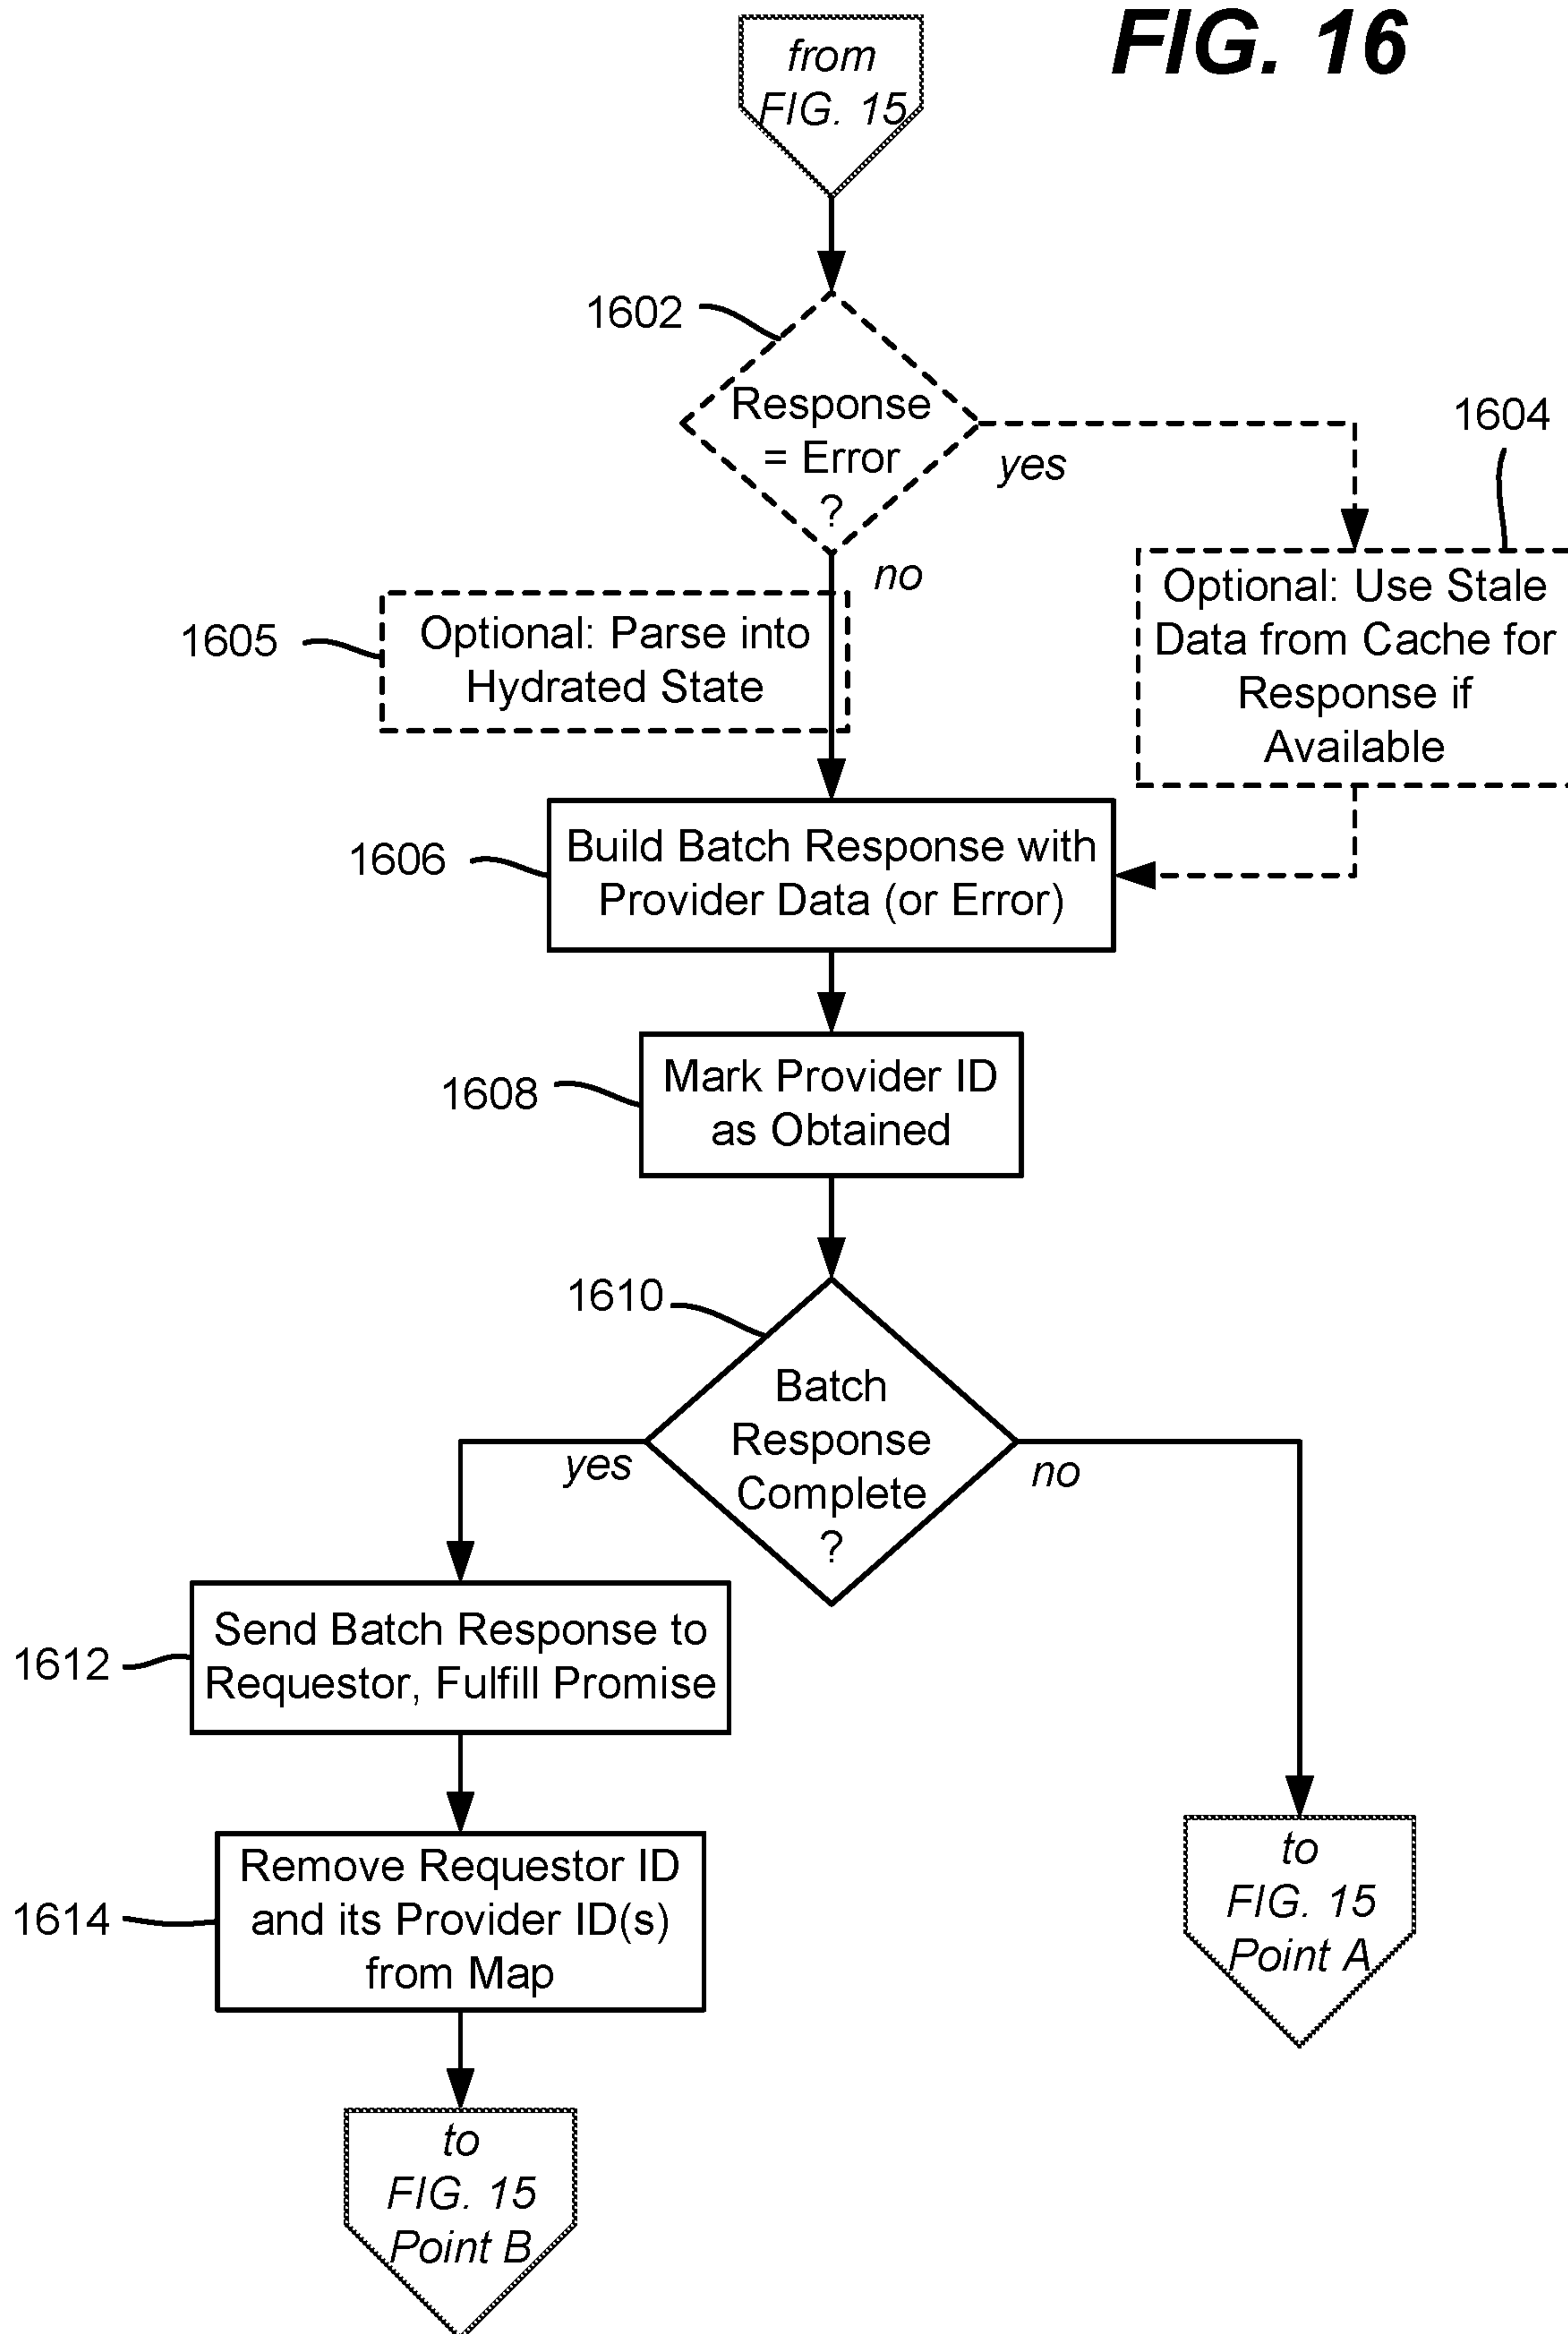 FIG. 16
from
FIG. 15
1602
Response
= Error
?
yes
no
1604
Optional: Use Stale
Data from Cache for
Response if
Available
1605
Optional: Parse into
Hydrated State
1606
Build Batch Response with
Provider Data (or Error)
1608
Mark Provider ID
as Obtained
1610
Batch
Response
Complete
?
yes
no
1612
Send Batch Response to
Requestor, Fulfill Promise
1614
Remove Requestor ID
and its Provider ID(s)
from Map
to
FIG. 15
Point A
to
FIG. 15
Point B